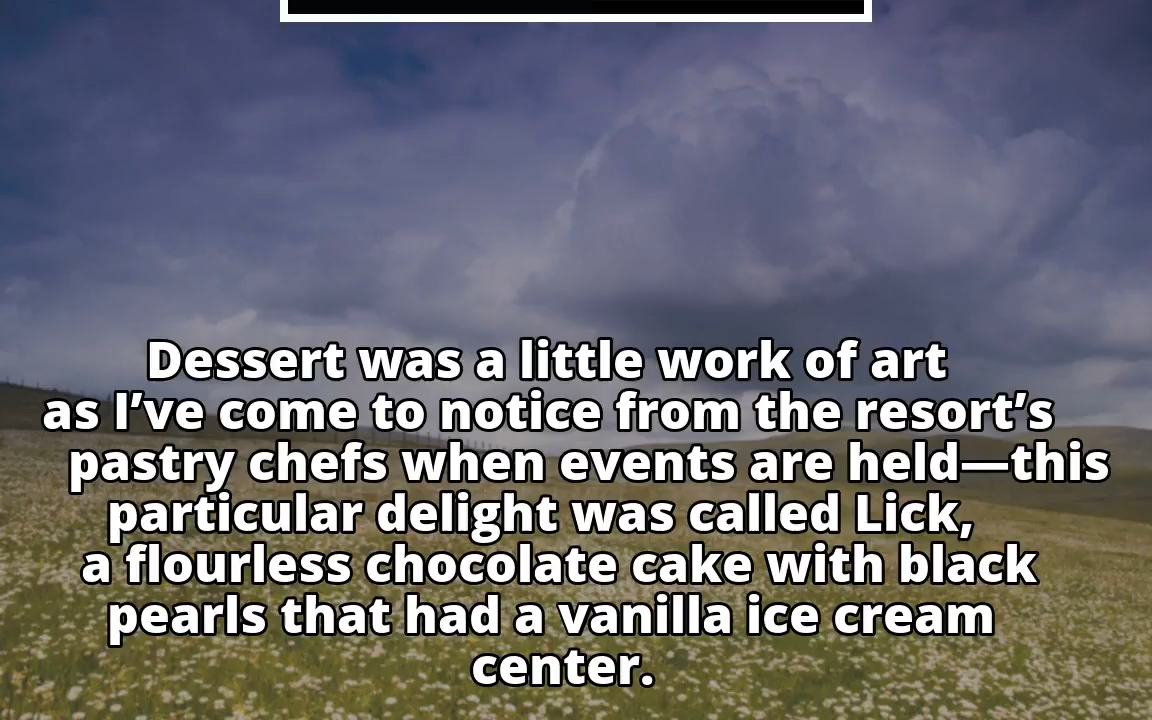 Dessert was a little work of art
as I’ve come to notice from the resort’s
pastry chefs when events are held—this
particular delight was called Lick,
a flourless chocolate cake with black
pearls that had a vanilla ice cream
center.